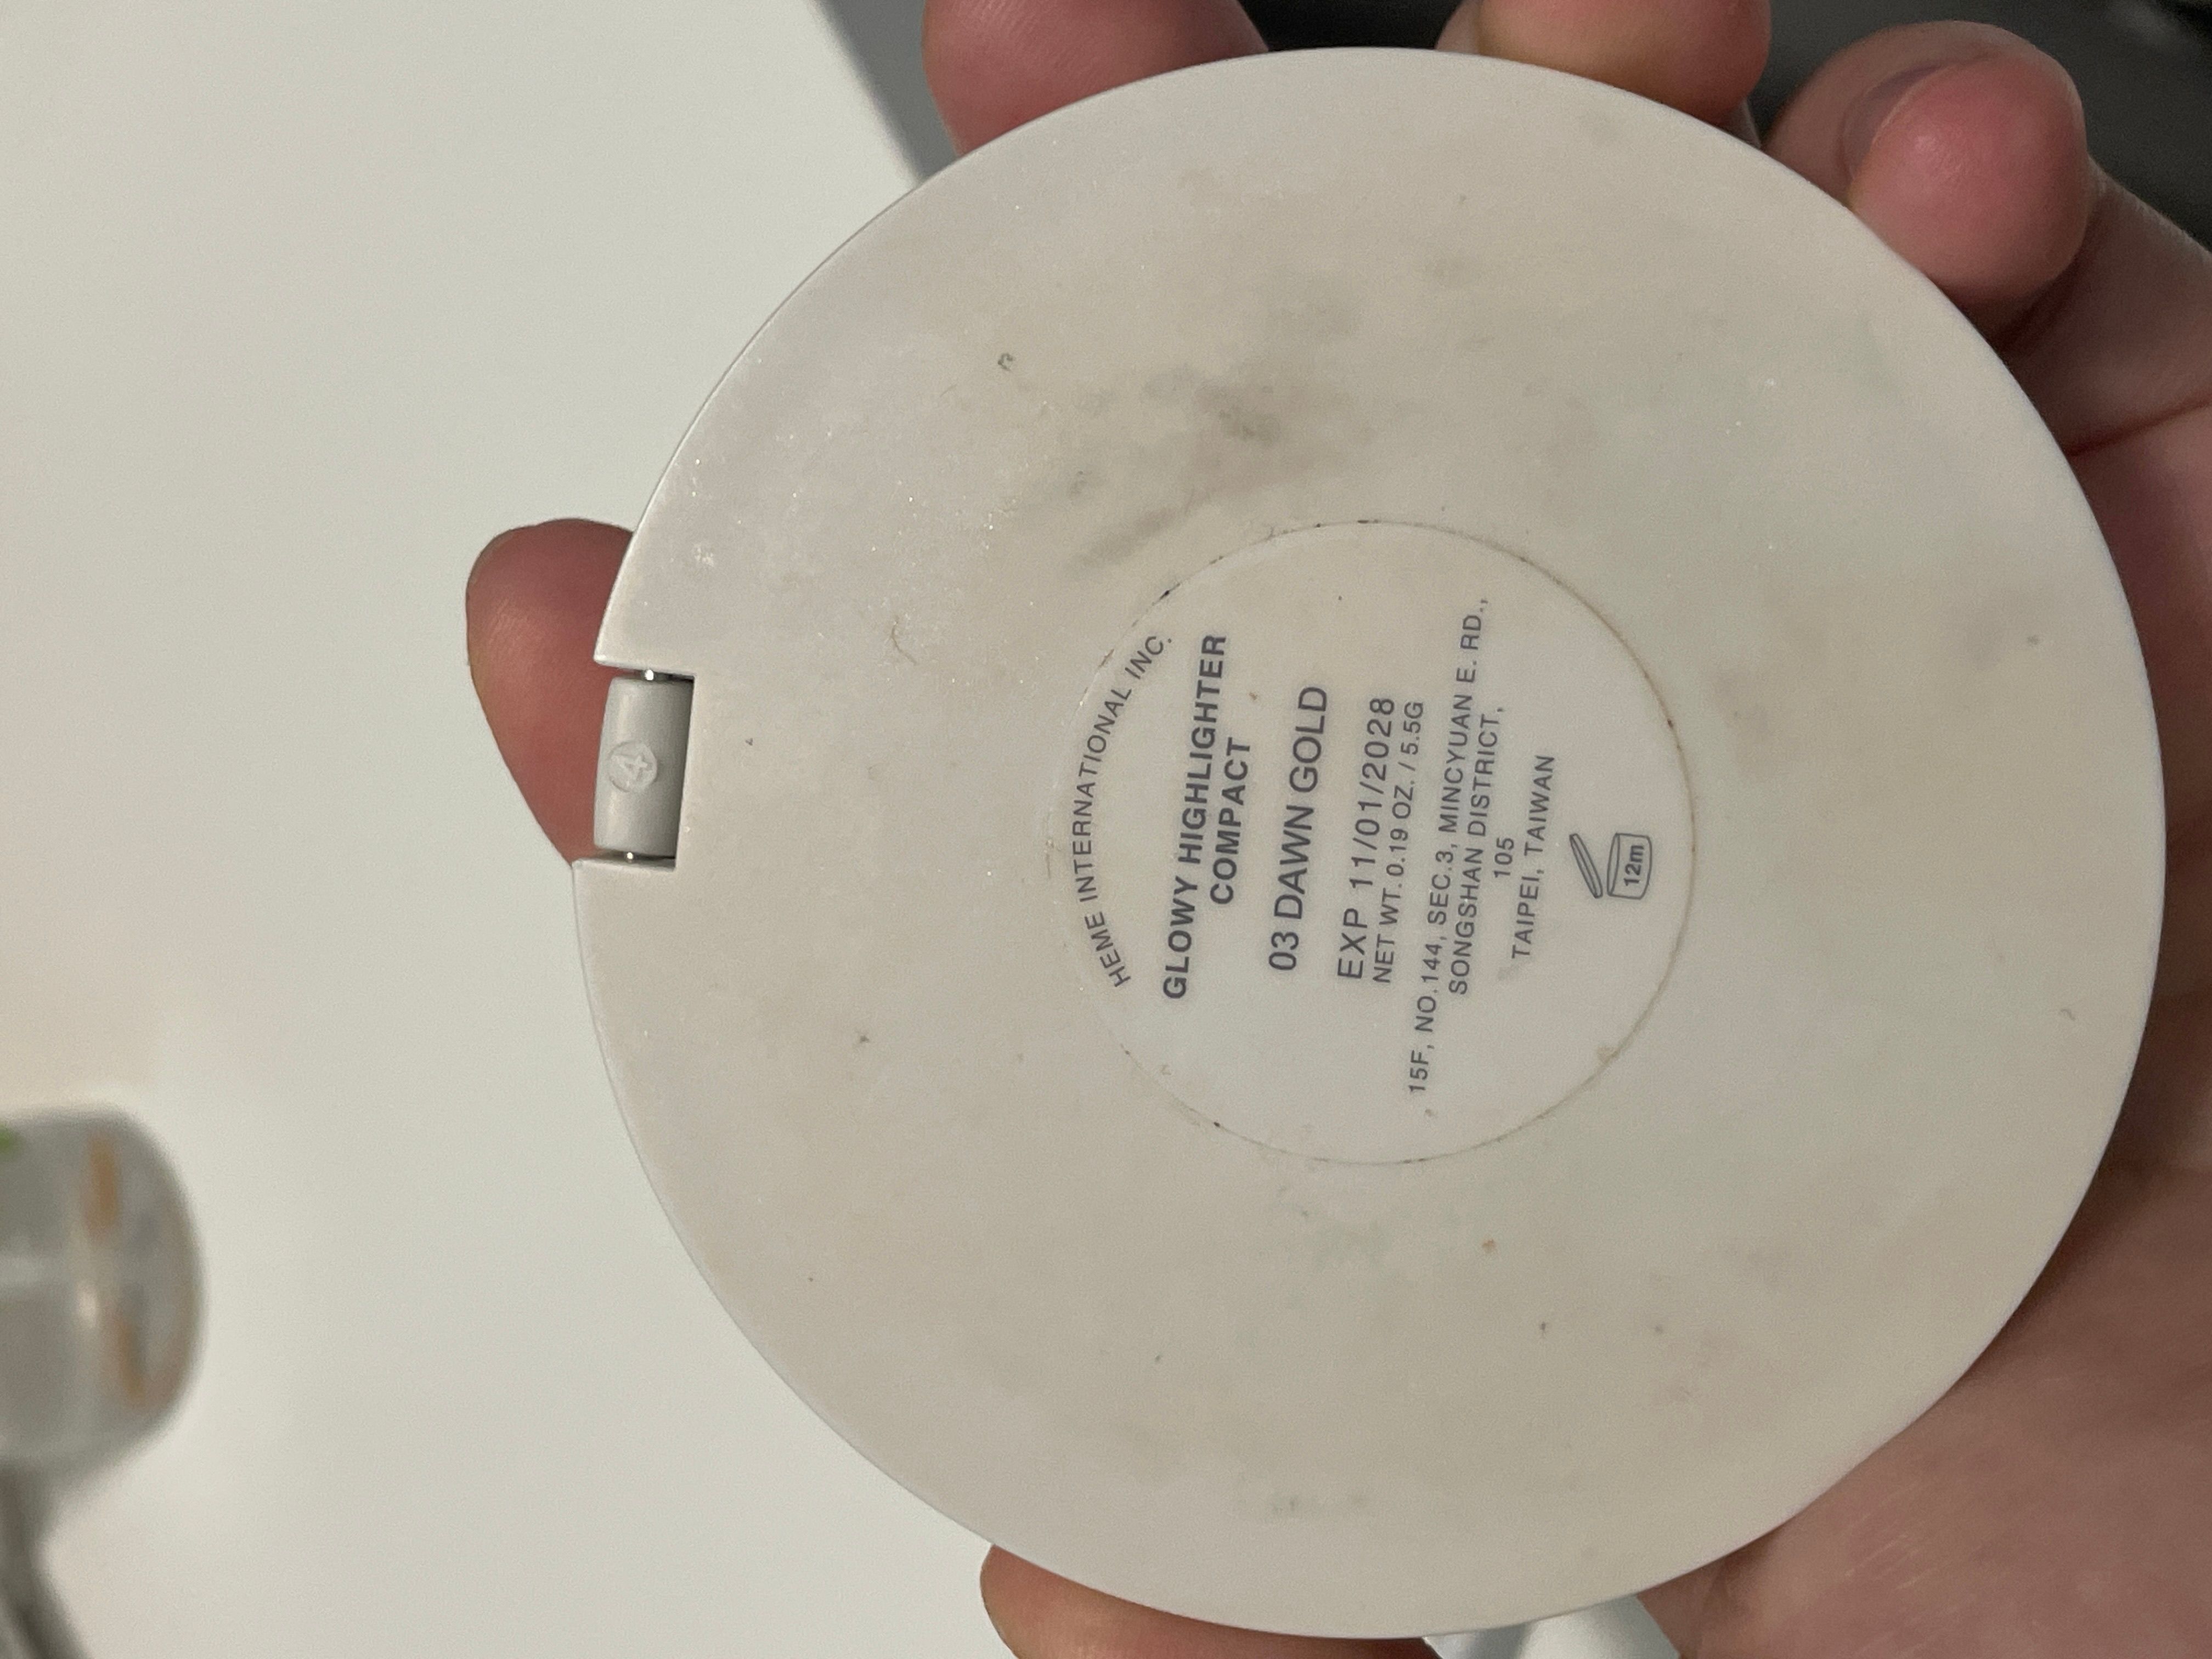 HEME INTERNATIONAL INC.
GLOWY HIGHLIGHTER
COMPACT
03 DAWN GOLD
EXP 11/01/2028
NET WT. 0.19 OZ. / 5.5G
15F, NO.144, SEC.3, MINCYUAN E. RD.,
SONGSHAN DISTRICT,
105
TAIPEI, TAIWAN
12m
4